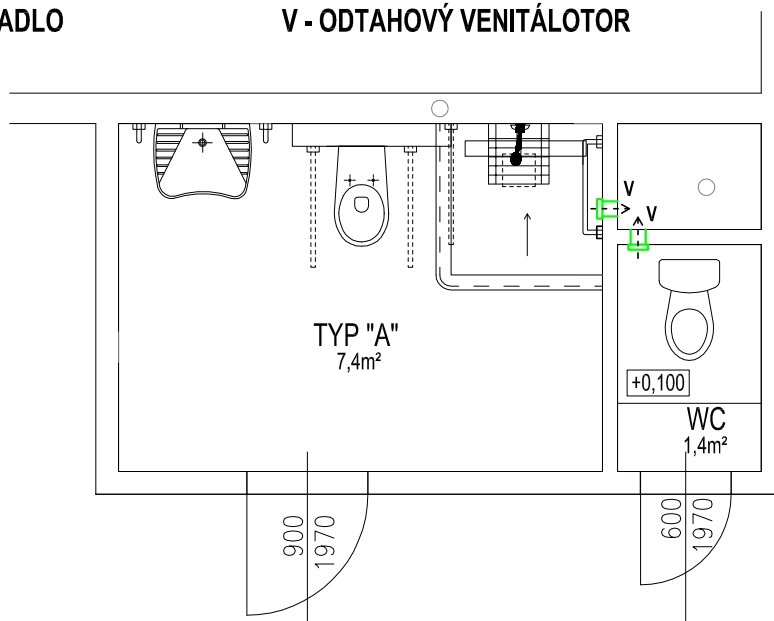 ADLO
V - ODTAHOVÝ VENITÁLOTOR
V
V
TYP "A"
7,4m²
+0,100
WC
1,4m²
900
1970
600
1970